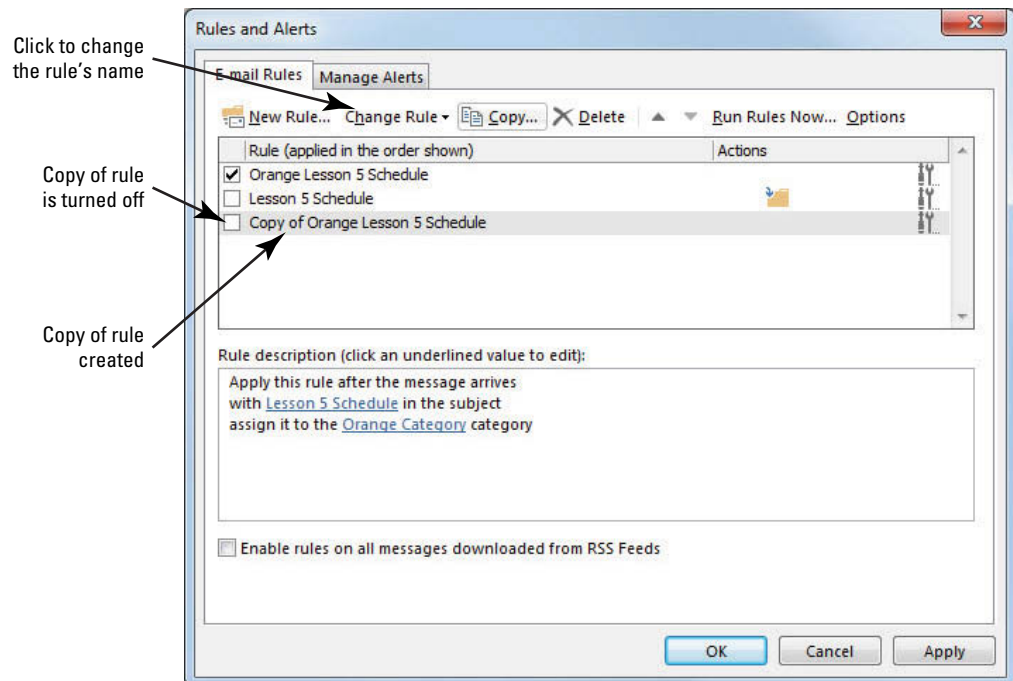 Rules and Alerts
Click to change
the rule's name
E-mail Rules Manage Alerts
New Rule... Change Rule Copy... Delete Run Rules Now... Options
Rule (applied in the order shown) Actions
Copy of rule
is turned off
Orange Lesson 5 Schedule
Lesson 5 Schedule
Copy of Orange Lesson 5 Schedule
Copy of rule
created
Rule description (click an underlined value to edit):
Apply this rule after the message arrives
with Lesson 5 Schedule in the subject
assign it to the Orange Category category
Enable rules on all messages downloaded from RSS Feeds
OK Cancel Apply